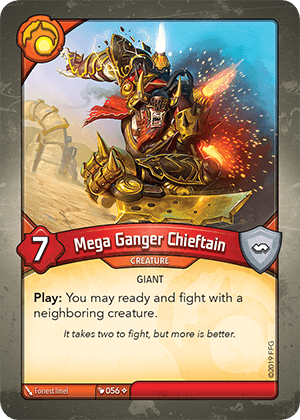 7
Mega Ganger Chieftain
CREATURE
GIANT
Play: You may ready and fight with a
neighboring creature.
It takes two to fight, but more is better.
Forrest Imel
056
©2019 FFG